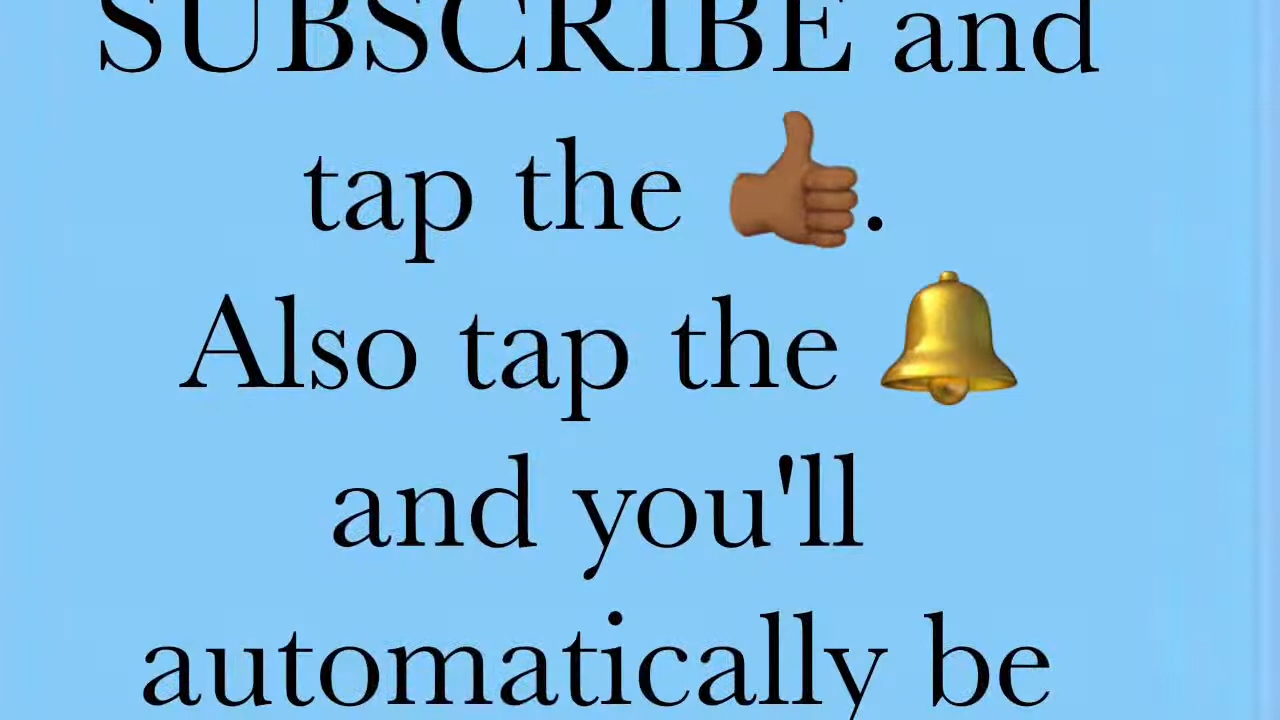 SUBSCRIBE and
tap the 👍🏾.
Also tap the 🔔
and you'll
automatically be